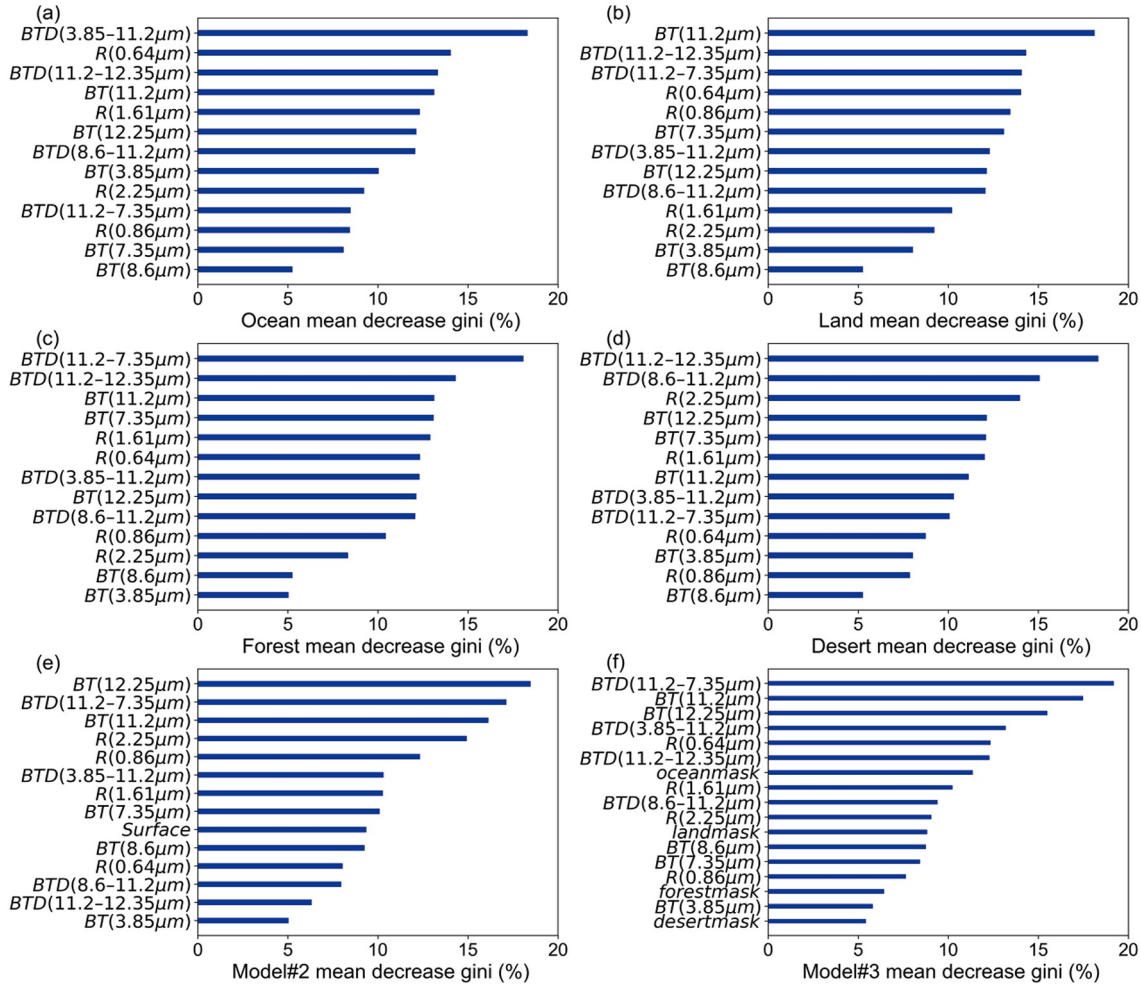 (a)
BTD(3.85–11.2μm)
R(0.64μm)
BTD(11.2–12.35μm)
BT(11.2μm)
R(1.61μm)
BT(12.25μm)
BTD(8.6–11.2μm)
BT(3.85μm)
R(2.25μm)
BTD(11.2–7.35μm)
R(0.86μm)
BT(7.35μm)
BT(8.6μm)
0 5 10 15 20
Ocean mean decrease gini (%)
(b)
BT(11.2μm)
BTD(11.2–12.35μm)
BTD(11.2–7.35μm)
R(0.64μm)
R(0.86μm)
BT(7.35μm)
BTD(3.85–11.2μm)
BT(12.25μm)
BTD(8.6–11.2μm)
R(1.61μm)
R(2.25μm)
BT(3.85μm)
BT(8.6μm)
0 5 10 15 20
Land mean decrease gini (%)
(c)
BTD(11.2–7.35μm)
BTD(11.2–12.35μm)
BT(11.2μm)
BT(7.35μm)
R(1.61μm)
R(0.64μm)
BTD(3.85–11.2μm)
BT(12.25μm)
BTD(8.6–11.2μm)
R(0.86μm)
R(2.25μm)
BT(8.6μm)
BT(3.85μm)
0 5 10 15 20
Forest mean decrease gini (%)
(d)
BTD(11.2–12.35μm)
BTD(8.6–11.2μm)
R(2.25μm)
BT(12.25μm)
BT(7.35μm)
R(1.61μm)
BT(11.2μm)
BTD(3.85–11.2μm)
BTD(11.2–7.35μm)
R(0.64μm)
BT(3.85μm)
R(0.86μm)
BT(8.6μm)
0 5 10 15 20
Desert mean decrease gini (%)
(e)
BT(12.25μm)
BTD(11.2–7.35μm)
BT(11.2μm)
R(2.25μm)
R(0.86μm)
BTD(3.85–11.2μm)
R(1.61μm)
BT(7.35μm)
Surface
BT(8.6μm)
R(0.64μm)
BTD(8.6–11.2μm)
BTD(11.2–12.35μm)
BT(3.85μm)
0 5 10 15 20
Model#2 mean decrease gini (%)
(f)
BTD(11.2–7.35μm)
BT(11.2μm)
BT(12.25μm)
BTD(3.85–11.2μm)
R(0.64μm)
BTD(11.2–12.35μm)
oceanmask
R(1.61μm)
BTD(8.6–11.2μm)
R(2.25μm)
landmask
BT(8.6μm)
BT(7.35μm)
R(0.86μm)
forestmask
BT(3.85μm)
desertmask
0 5 10 15 20
Model#3 mean decrease gini (%)